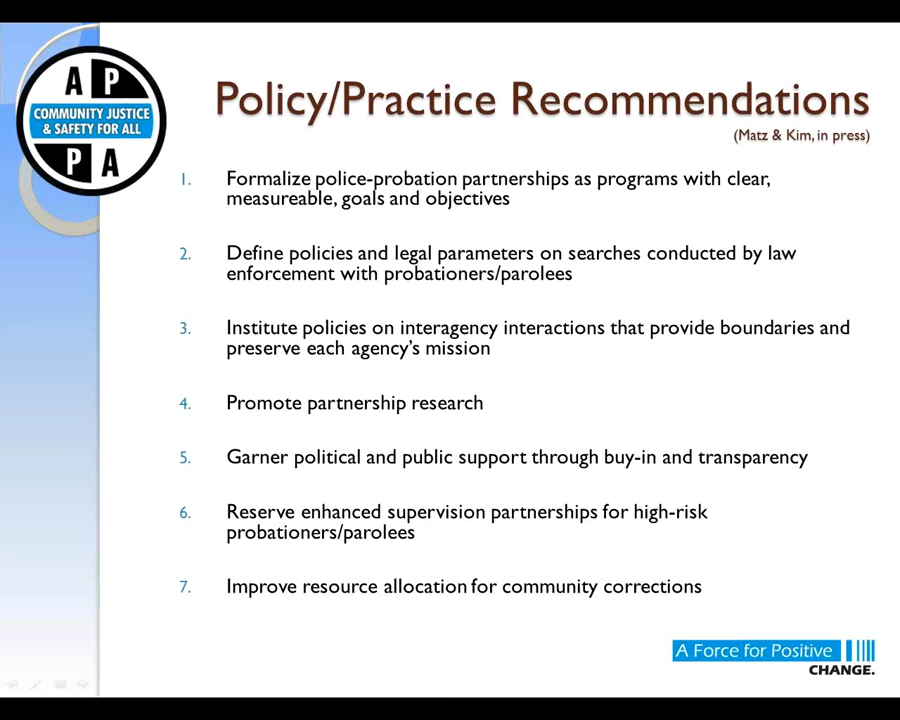 A P
COMMUNITY JUSTICE
& SAFETY FOR ALL
P A
Policy/Practice Recommendations
(Matz & Kim, in press)
1. Formalize police-probation partnerships as programs with clear,
measureable, goals and objectives
2. Define policies and legal parameters on searches conducted by law
enforcement with probationers/parolees
3. Institute policies on interagency interactions that provide boundaries and
preserve each agency’s mission
4. Promote partnership research
5. Garner political and public support through buy-in and transparency
6. Reserve enhanced supervision partnerships for high-risk
probationers/parolees
7. Improve resource allocation for community corrections
A Force for Positive
CHANGE.